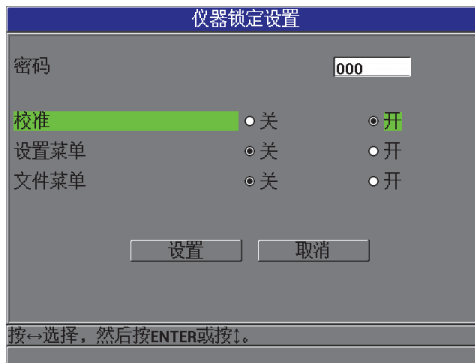 仪器锁定设置
密码 000
校准 关 开
设置菜单 关 开
文件菜单 关 开
设置 取消
按↔选择，然后按ENTER或按↕。